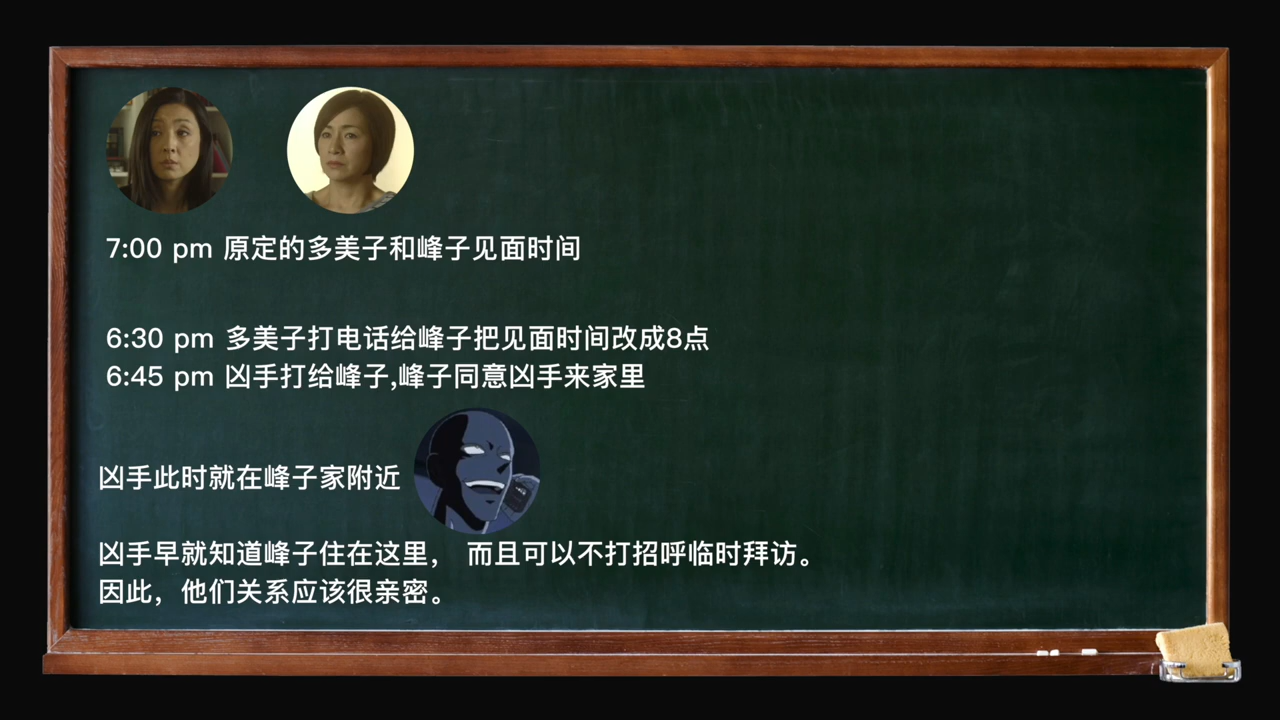 7:00 pm 原定的多美子和峰子见面时间
6:30 pm 多美子打电话给峰子把见面时间改成8点
6:45 pm 凶手打给峰子,峰子同意凶手来家里
凶手此时就在峰子家附近
凶手早就知道峰子住在这里， 而且可以不打招呼临时拜访。
因此，他们关系应该很亲密。